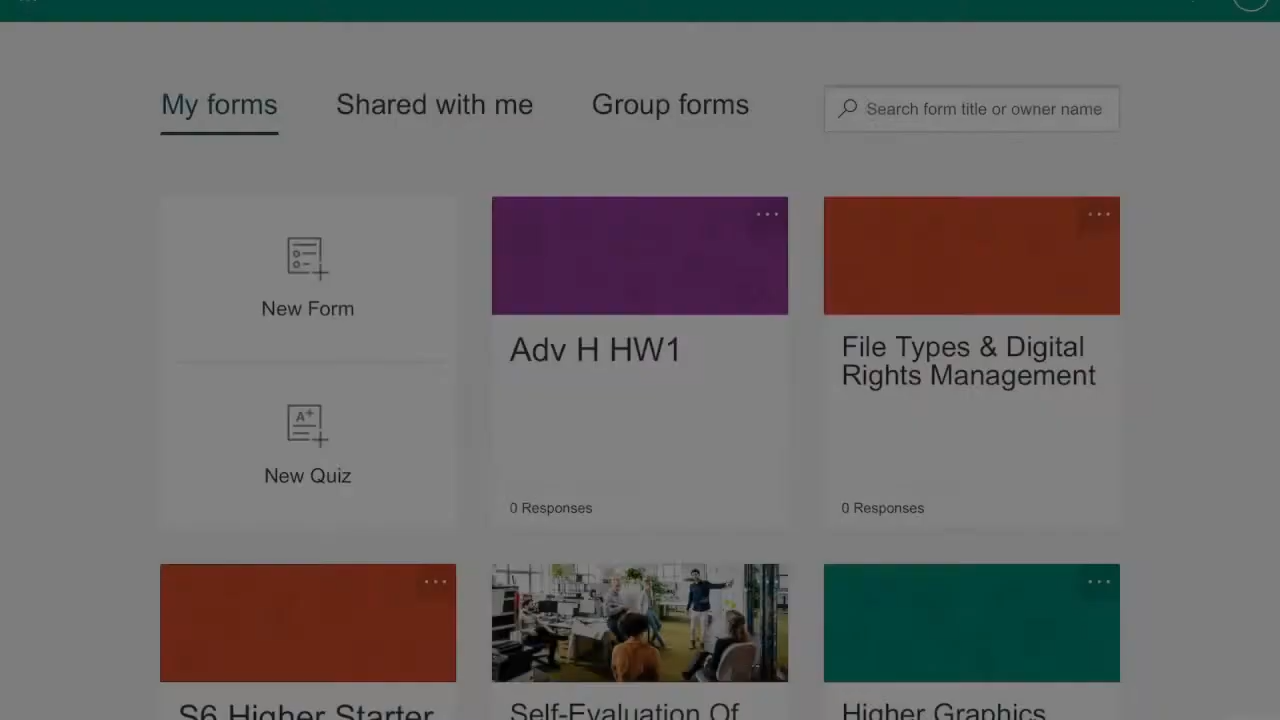 My forms Shared with me Group forms Search form title or owner name
New Form
New Quiz
Adv H HW1
0 Responses
File Types & Digital
Rights Management
0 Responses
S6 Higher Starter
Self-Evaluation Of
Higher Graphics